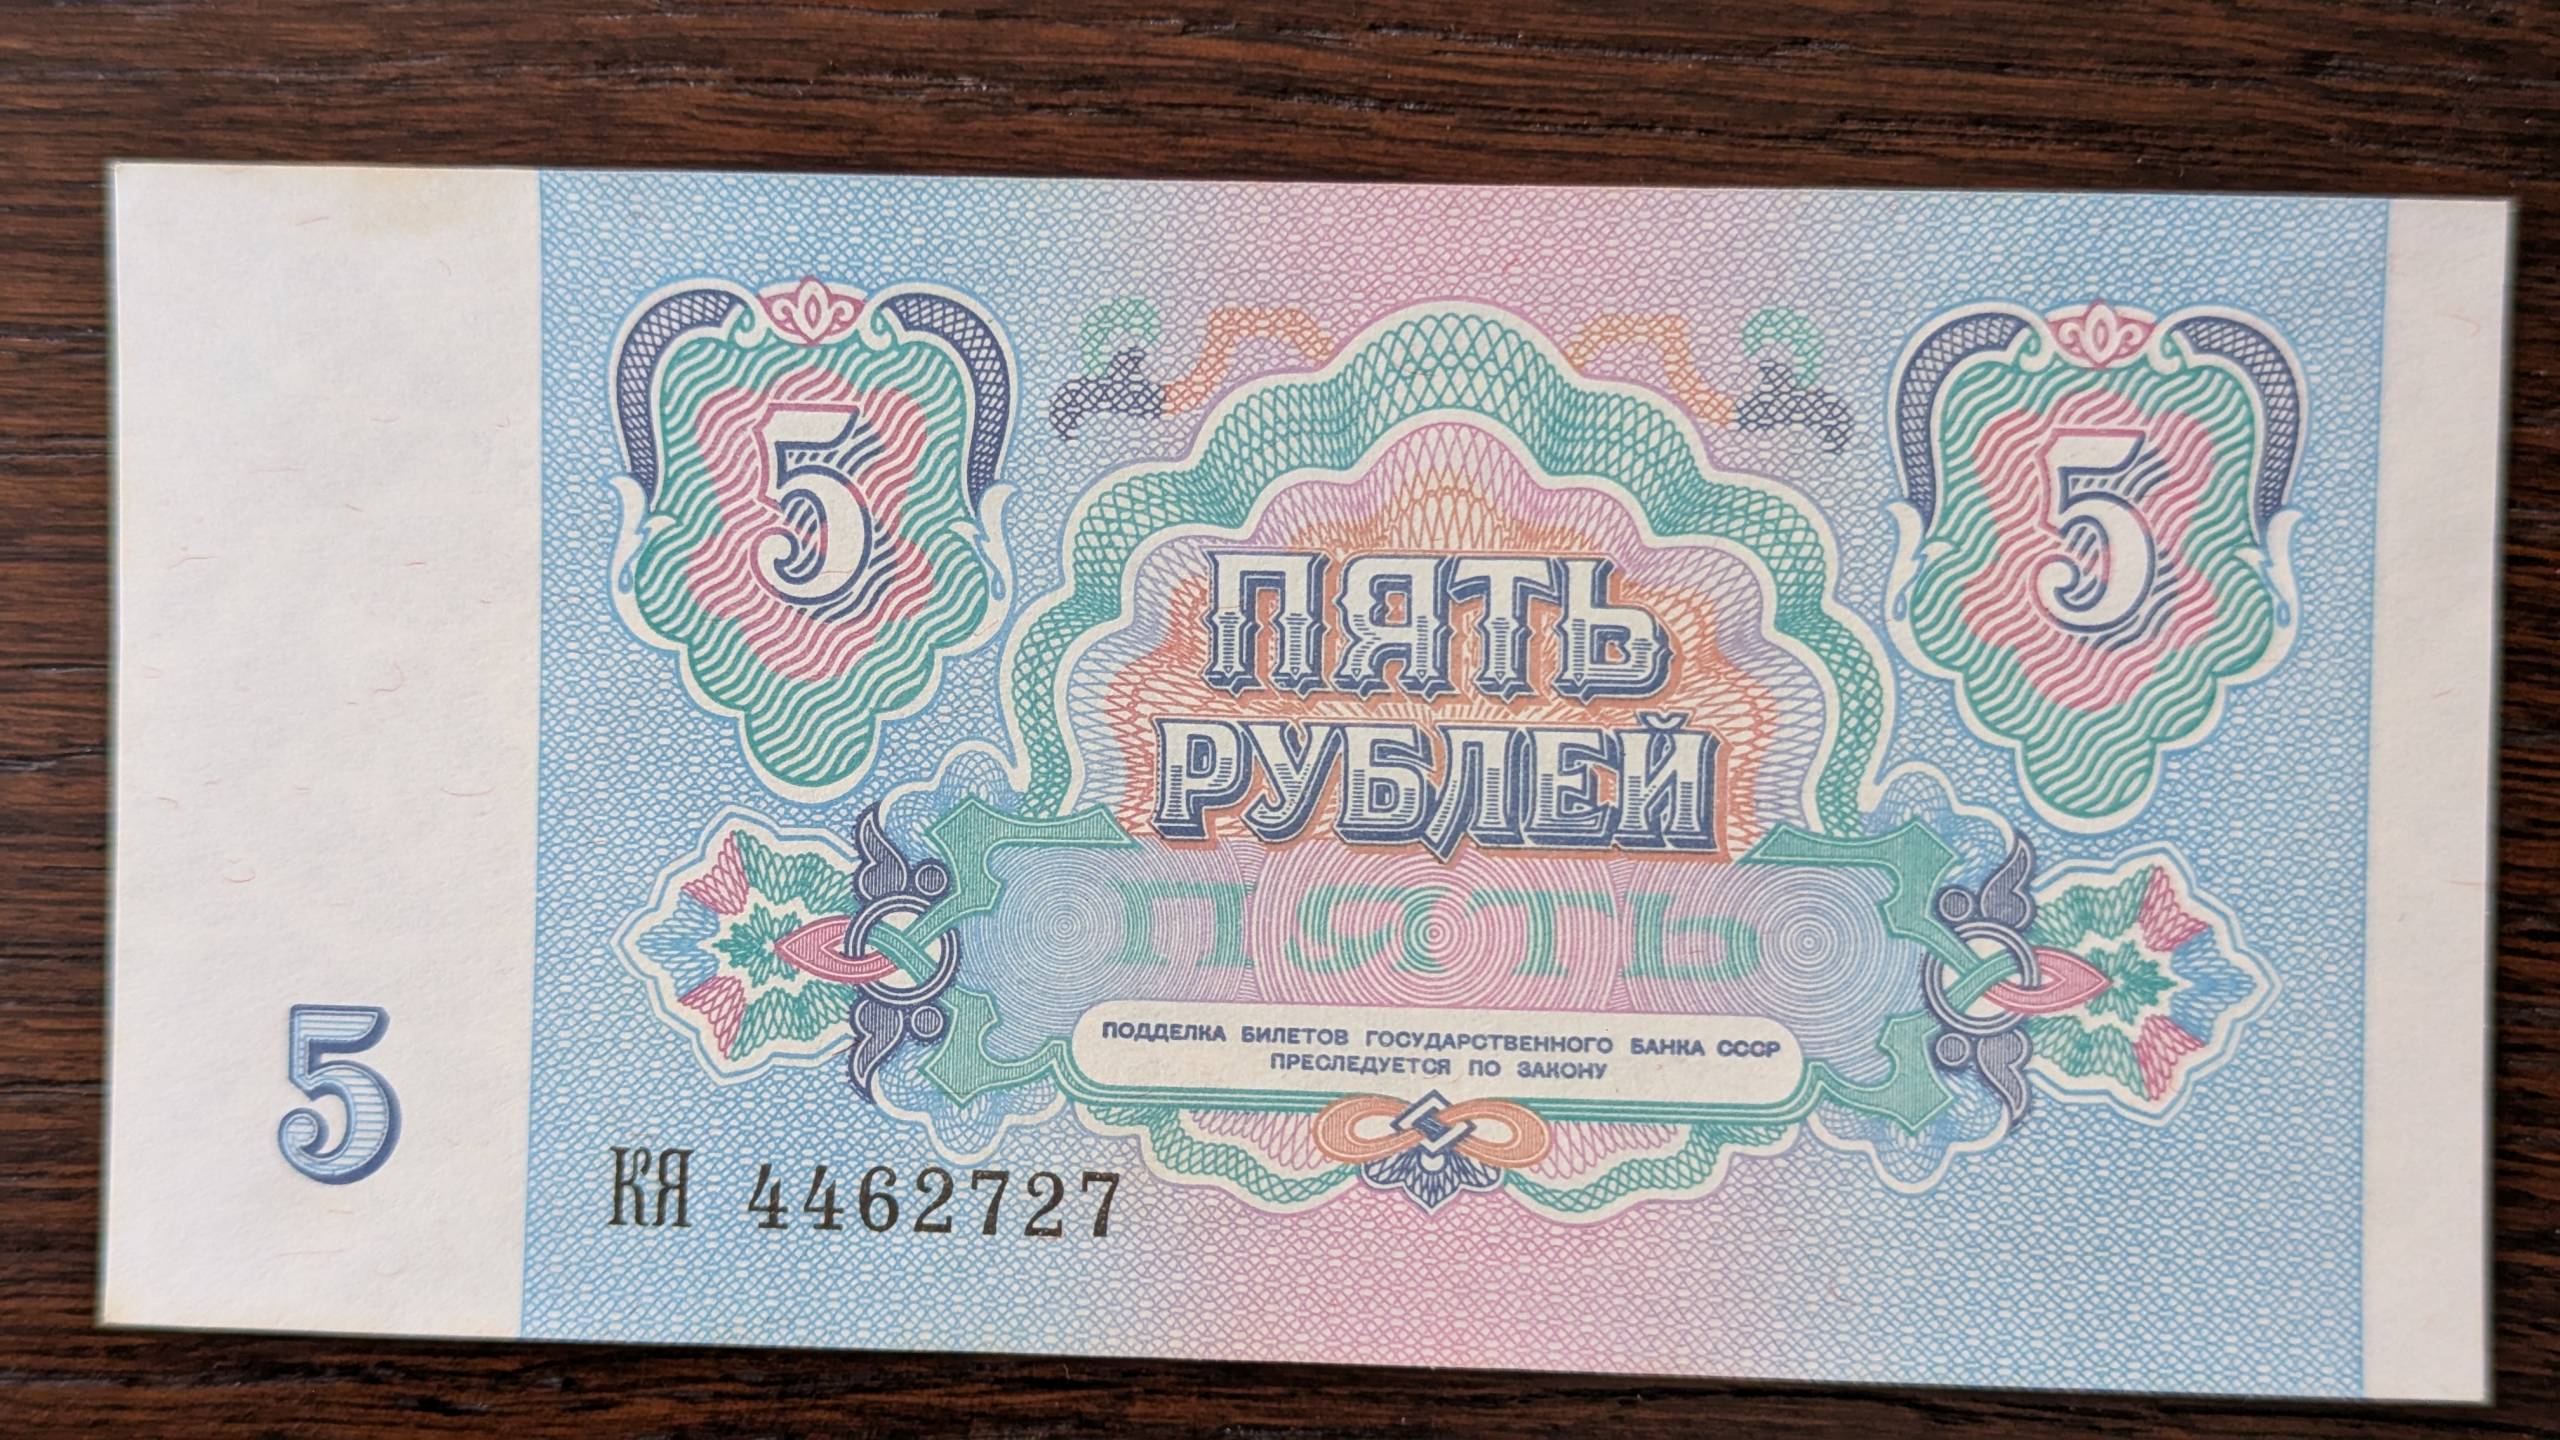 5
5
ПЯТЬ
РУБЛЕЙ
ПЯТЬ
ПОДДЕЛКА БИЛЕТОВ ГОСУДАРСТВЕННОГО БАНКА СССР
ПРЕСЛЕДУЕТСЯ ПО ЗАКОНУ
5
КЯ 4462727